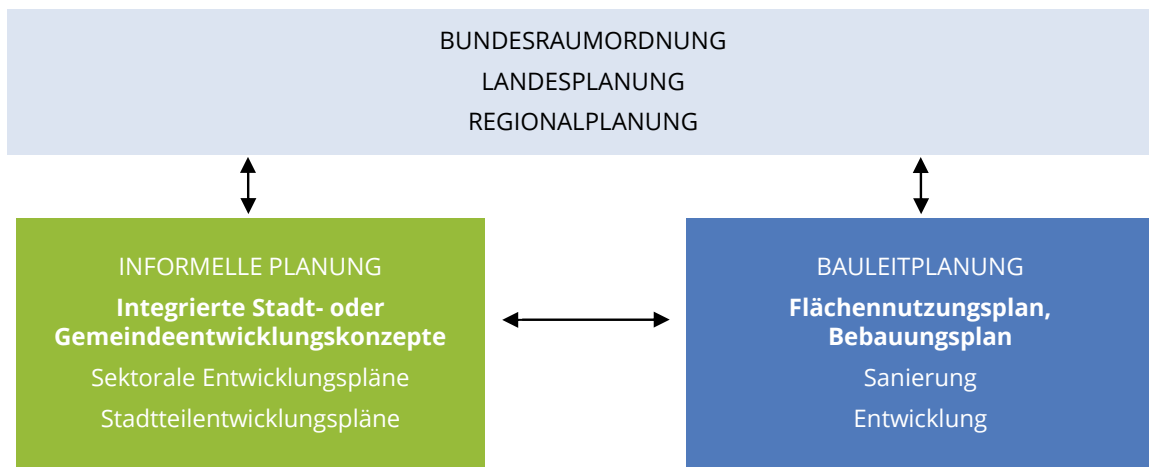 BUNDESRAUMORDNUNG
LANDESPLANUNG
REGIONALPLANUNG
INFORMELLE PLANUNG
Integrierte Stadt- oder
Gemeindeentwicklungskonzepte
Sektorale Entwicklungspläne
Stadtteilentwicklungspläne
BAULEITPLANUNG
Flächennutzungsplan,
Bebauungsplan
Sanierung
Entwicklung